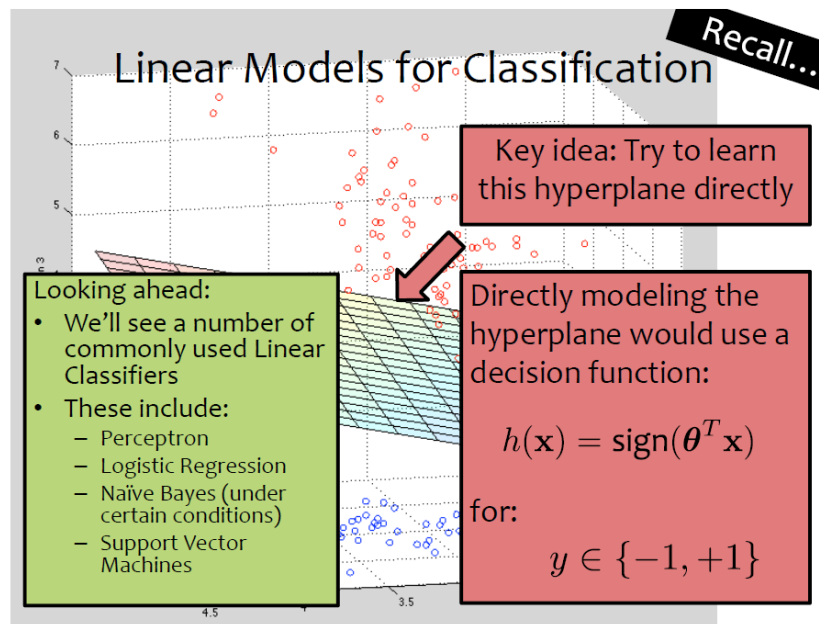 Recall...
Linear Models for Classification
Key idea: Try to learn
this hyperplane directly
Looking ahead:
• We'll see a number of
commonly used Linear
Classifiers
• These include:
– Perceptron
– Logistic Regression
– Naïve Bayes (under
certain conditions)
– Support Vector
Machines
Directly modeling the
hyperplane would use a
decision function:
h(x) = sign(θᵀx)
for:
y ∈ {−1, +1}
7
6
5
4.5
3.5